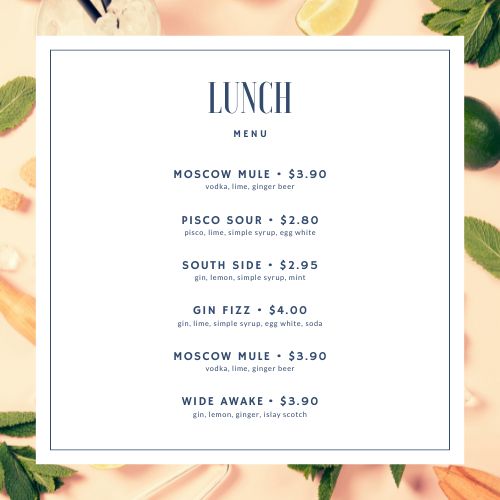 LUNCH
MENU
MOSCOW MULE • $3.90
vodka, lime, ginger beer
PISCO SOUR • $2.80
pisco, lime, simple syrup, egg white
SOUTH SIDE • $2.95
gin, lemon, simple syrup, mint
GIN FIZZ • $4.00
gin, lime, simple syrup, egg white, soda
MOSCOW MULE • $3.90
vodka, lime, ginger beer
WIDE AWAKE • $3.90
gin, lemon, ginger, islay scotch